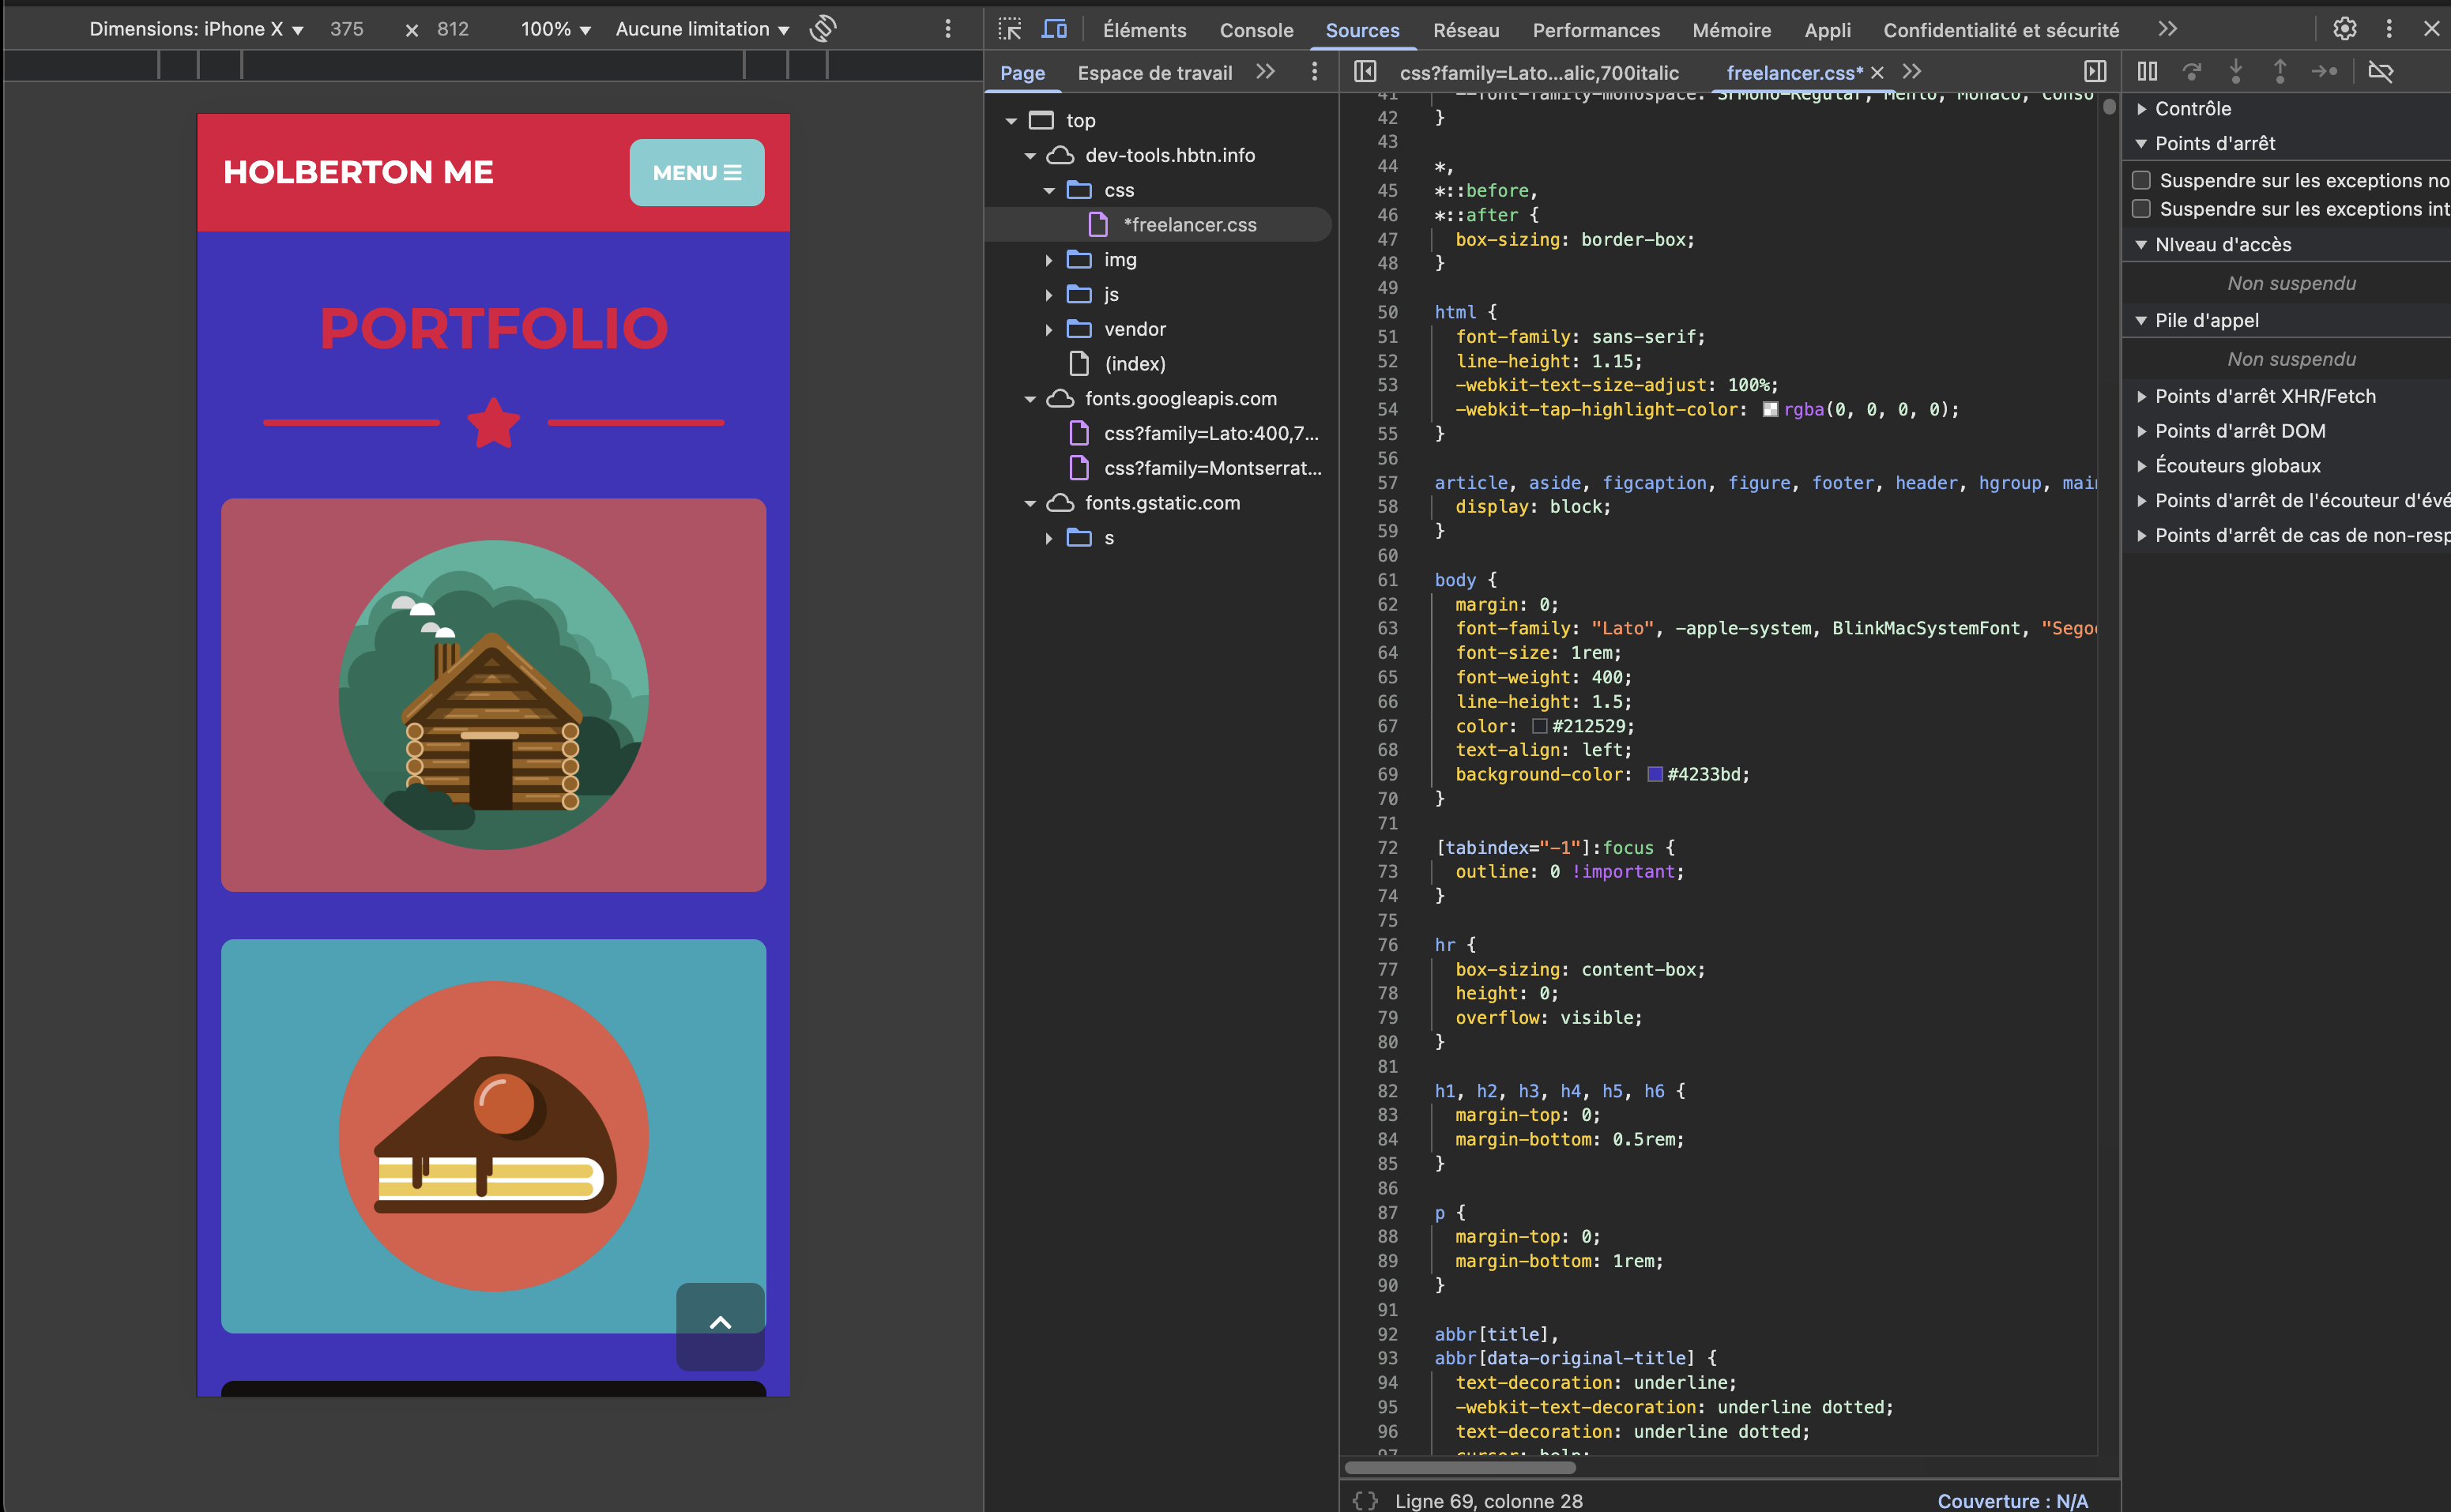 Dimensions: iPhone X ▼ 375 × 812 100% ▼ Aucune limitation ▼
Éléments Console Sources Réseau Performances Mémoire Appli Confidentialité et sécurité
Page Espace de travail
css?family=Lato...alic,700italic freelancer.css* ×
HOLBERTON ME
MENU
PORTFOLIO
top
dev-tools.hbtn.info
css
*freelancer.css
img
js
vendor
(index)
fonts.googleapis.com
css?family=Lato:400,7...
css?family=Montserrat...
fonts.gstatic.com
s
41 --font-family-monospace: SFMono-Regular, Menlo, Monaco, Conso
42 }
43
44 *,
45 *::before,
46 *::after {
47 box-sizing: border-box;
48 }
49
50 html {
51 font-family: sans-serif;
52 line-height: 1.15;
53 -webkit-text-size-adjust: 100%;
54 -webkit-tap-highlight-color: rgba(0, 0, 0, 0);
55 }
56
57 article, aside, figcaption, figure, footer, header, hgroup, mai
58 display: block;
59 }
60
61 body {
62 margin: 0;
63 font-family: "Lato", -apple-system, BlinkMacSystemFont, "Sego
64 font-size: 1rem;
65 font-weight: 400;
66 line-height: 1.5;
67 color: #212529;
68 text-align: left;
69 background-color: #4233bd;
70 }
71
72 [tabindex="-1"]:focus {
73 outline: 0 !important;
74 }
75
76 hr {
77 box-sizing: content-box;
78 height: 0;
79 overflow: visible;
80 }
81
82 h1, h2, h3, h4, h5, h6 {
83 margin-top: 0;
84 margin-bottom: 0.5rem;
85 }
86
87 p {
88 margin-top: 0;
89 margin-bottom: 1rem;
90 }
91
92 abbr[title],
93 abbr[data-original-title] {
94 text-decoration: underline;
95 -webkit-text-decoration: underline dotted;
96 text-decoration: underline dotted;
97 cursor: help;
{} Ligne 69, colonne 28 Couverture : N/A
Contrôle
Points d'arrêt
Suspendre sur les exceptions no
Suspendre sur les exceptions int
NIveau d'accès
Non suspendu
Pile d'appel
Non suspendu
Points d'arrêt XHR/Fetch
Points d'arrêt DOM
Écouteurs globaux
Points d'arrêt de l'écouteur d'évé
Points d'arrêt de cas de non-resp